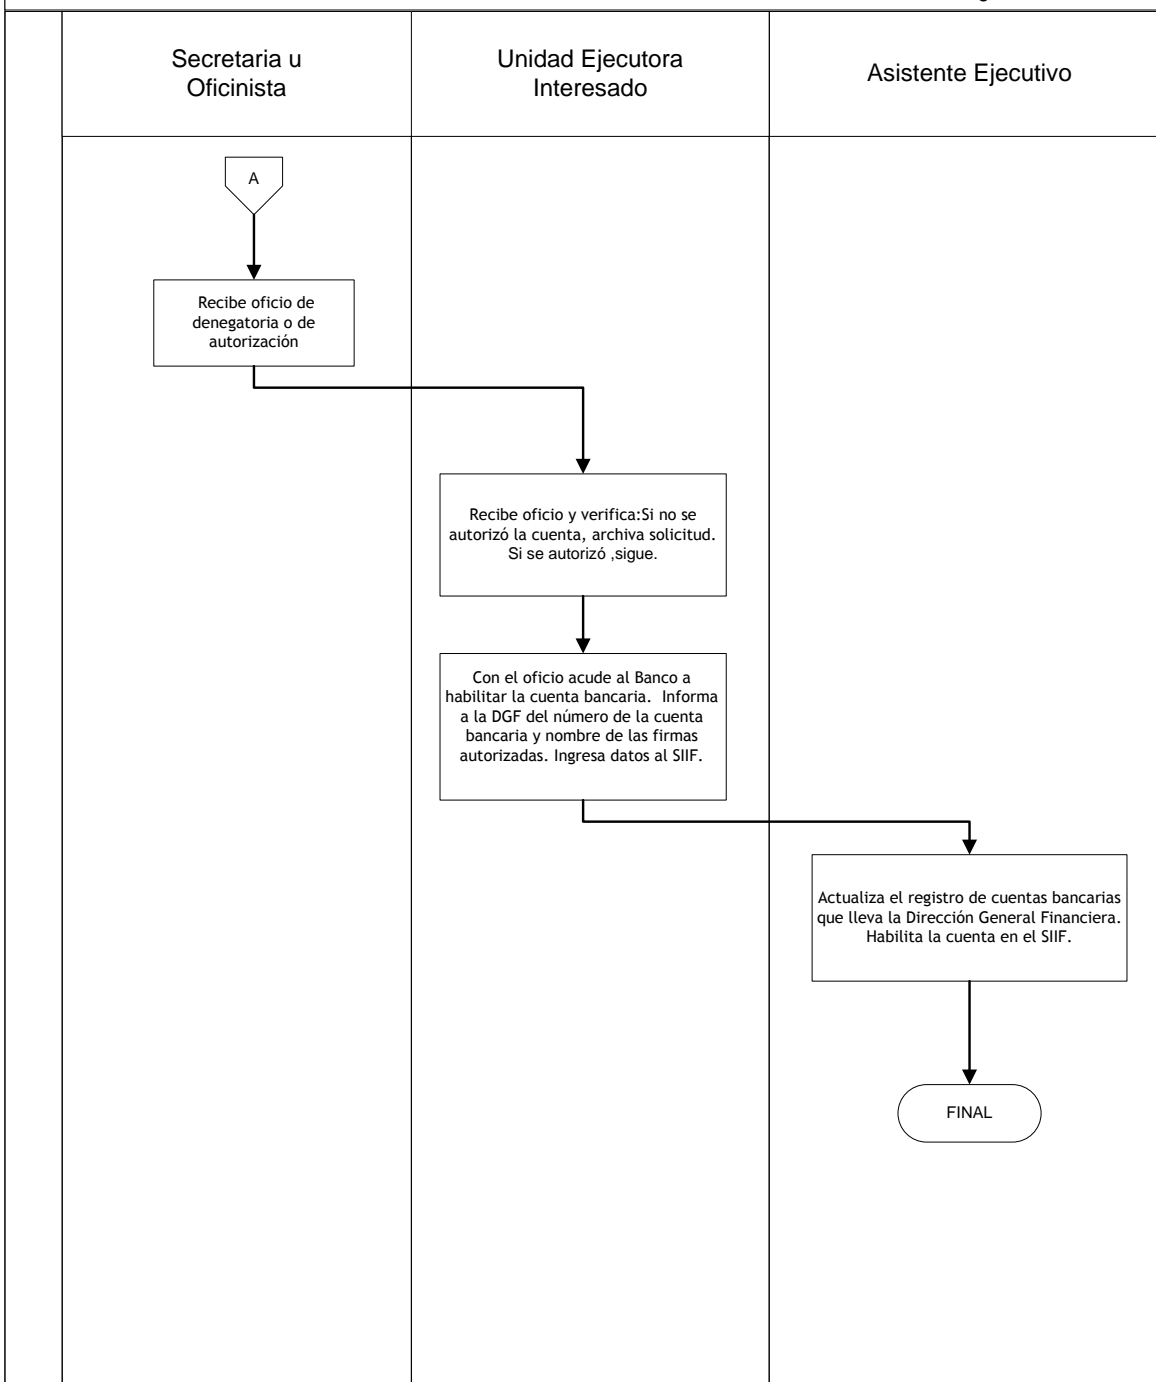 Secretaria u
Oficinista
Unidad Ejecutora
Interesado
Asistente Ejecutivo
A
Recibe oficio de
denegatoria o de
autorización
Recibe oficio y verifica:Si no se
autorizó la cuenta, archiva solicitud.
Si se autorizó ,sigue.
Con el oficio acude al Banco a
habilitar la cuenta bancaria. Informa
a la DGF del número de la cuenta
bancaria y nombre de las firmas
autorizadas. Ingresa datos al SIIF.
Actualiza el registro de cuentas bancarias
que lleva la Dirección General Financiera.
Habilita la cuenta en el SIIF.
FINAL